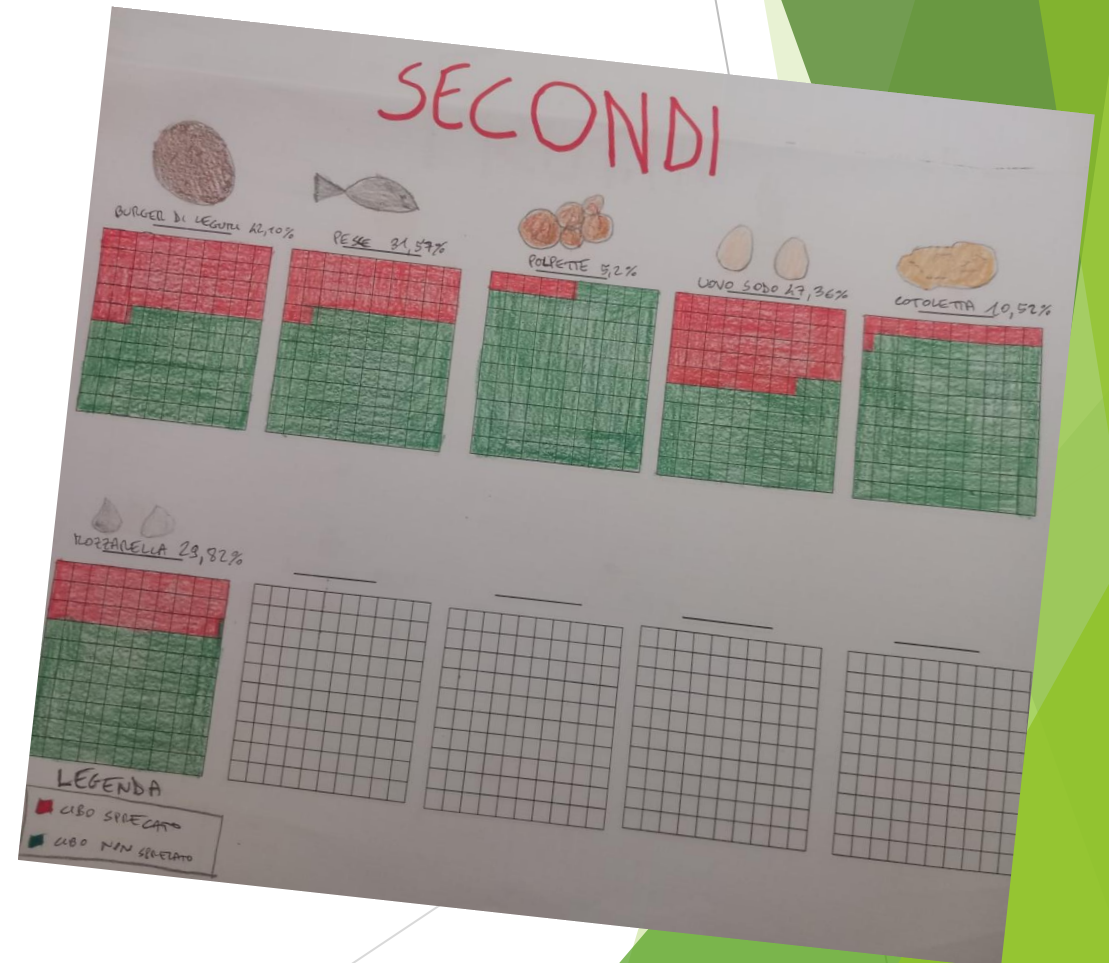 SECONDI
BURGER DI LEGUMI 42,10%
PESCE 31,57%
POLPETTE 5,2%
UOVO SODO 47,36%
COTOLETTA 10,52%
MOZZARELLA 29,82%
LEGENDA
CIBO SPRECATO
CIBO NON SPRECATO